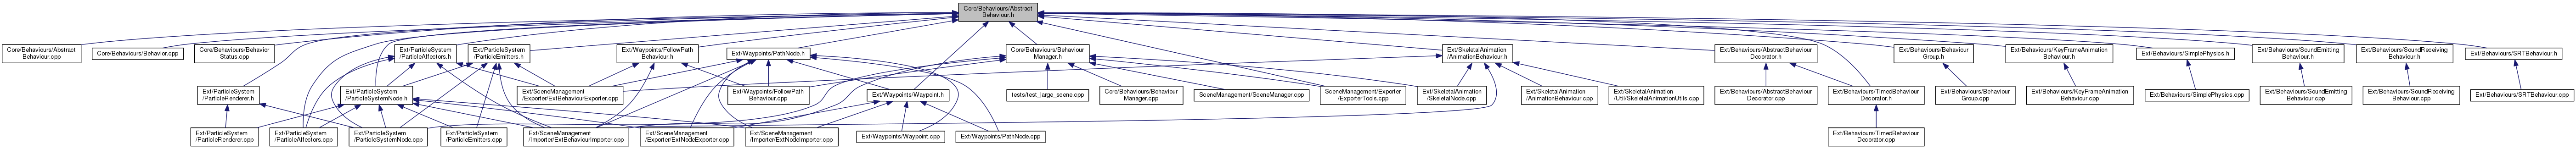 Core/Behaviours/Abstract
Behaviour.h
Core/Behaviours/Abstract
Behaviour.cpp
Core/Behaviours/Behavior.cpp
Core/Behaviours/Behavior
Status.cpp
Ext/ParticleSystem
/ParticleAffectors.h
Ext/ParticleSystem
/ParticleEmitters.h
Ext/Waypoints/FollowPath
Behaviour.h
Ext/Waypoints/PathNode.h
Core/Behaviours/Behaviour
Manager.h
Ext/SkeletalAnimation
/AnimationBehaviour.h
Ext/Behaviours/AbstractBehaviour
Decorator.h
Ext/Behaviours/Behaviour
Group.h
Ext/Behaviours/KeyFrameAnimation
Behaviour.h
Ext/Behaviours/SimplePhysics.h
Ext/Behaviours/SoundEmitting
Behaviour.h
Ext/Behaviours/SoundReceiving
Behaviour.h
Ext/Behaviours/SRTBehaviour.h
Ext/ParticleSystem
/ParticleRenderer.h
Ext/ParticleSystem
/ParticleSystemNode.h
Ext/SceneManagement
/Exporter/ExtBehaviourExporter.cpp
Ext/Waypoints/FollowPath
Behaviour.cpp
Ext/Waypoints/Waypoint.h
tests/test_large_scene.cpp
Core/Behaviours/Behaviour
Manager.cpp
SceneManagement/SceneManager.cpp
SceneManagement/Exporter
/ExporterTools.cpp
Ext/SkeletalAnimation
/SkeletalNode.cpp
Ext/SkeletalAnimation
/AnimationBehaviour.cpp
Ext/SkeletalAnimation
/Util/SkeletalAnimationUtils.cpp
Ext/Behaviours/AbstractBehaviour
Decorator.cpp
Ext/Behaviours/TimedBehaviour
Decorator.h
Ext/Behaviours/Behaviour
Group.cpp
Ext/Behaviours/KeyFrameAnimation
Behaviour.cpp
Ext/Behaviours/SimplePhysics.cpp
Ext/Behaviours/SoundEmitting
Behaviour.cpp
Ext/Behaviours/SoundReceiving
Behaviour.cpp
Ext/Behaviours/SRTBehaviour.cpp
Ext/ParticleSystem
/ParticleRenderer.cpp
Ext/ParticleSystem
/ParticleAffectors.cpp
Ext/ParticleSystem
/ParticleSystemNode.cpp
Ext/ParticleSystem
/ParticleEmitters.cpp
Ext/SceneManagement
/Importer/ExtBehaviourImporter.cpp
Ext/SceneManagement
/Exporter/ExtNodeExporter.cpp
Ext/SceneManagement
/Importer/ExtNodeImporter.cpp
Ext/Waypoints/Waypoint.cpp
Ext/Waypoints/PathNode.cpp
Ext/Behaviours/TimedBehaviour
Decorator.cpp